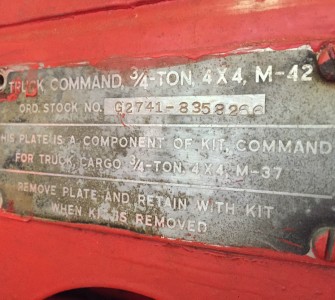 TRUCK COMMAND, 3/4-TON, 4X4, M-42
ORD. STOCK NO. G2741-8358266
THIS PLATE IS A COMPONENT OF KIT, COMMAND
FOR TRUCK, CARGO, 3/4-TON, 4X4, M-37
REMOVE PLATE AND RETAIN WITH KIT
WHEN KIT IS REMOVED